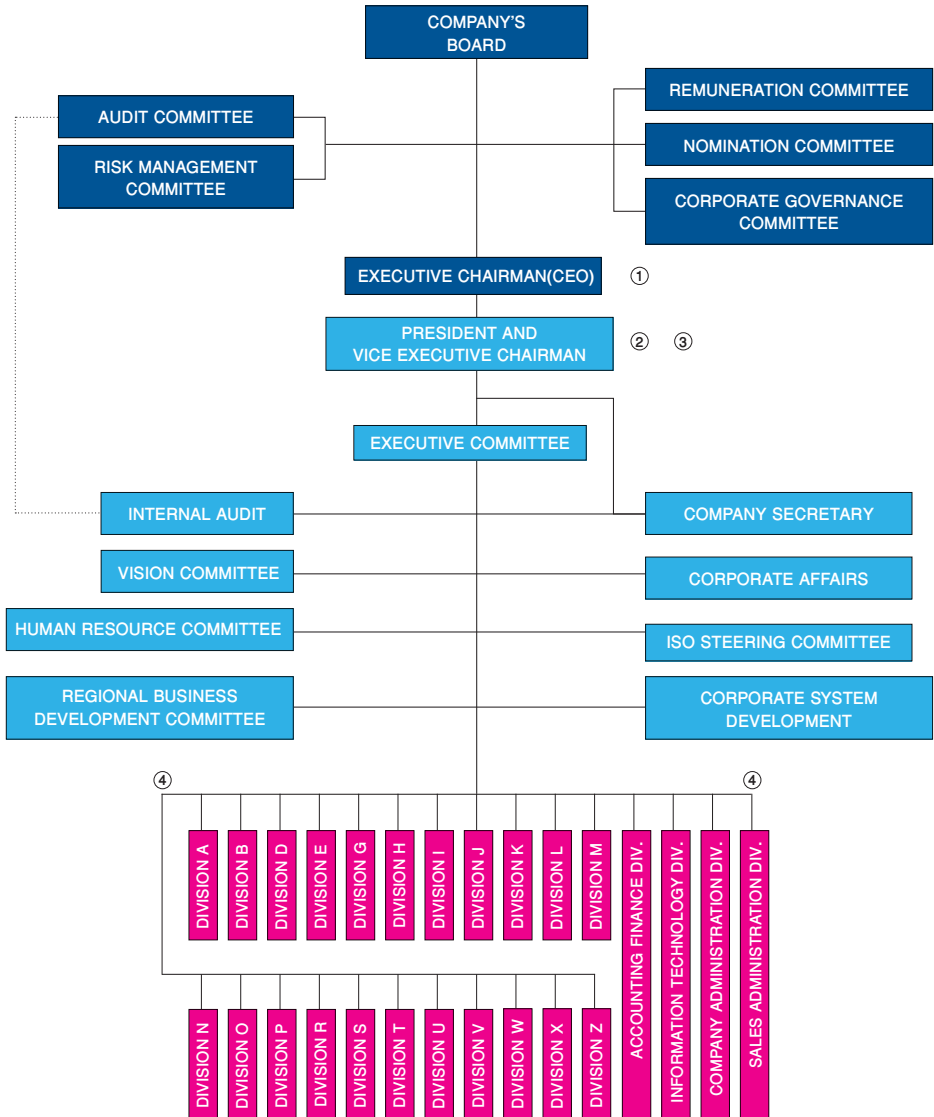 COMPANY'S
BOARD
REMUNERATION COMMITTEE
AUDIT COMMITTEE
NOMINATION COMMITTEE
RISK MANAGEMENT
COMMITTEE
CORPORATE GOVERNANCE
COMMITTEE
EXECUTIVE CHAIRMAN(CEO)
①
PRESIDENT AND
VICE EXECUTIVE CHAIRMAN
② ③
EXECUTIVE COMMITTEE
INTERNAL AUDIT
COMPANY SECRETARY
VISION COMMITTEE
CORPORATE AFFAIRS
HUMAN RESOURCE COMMITTEE
ISO STEERING COMMITTEE
REGIONAL BUSINESS
DEVELOPMENT COMMITTEE
CORPORATE SYSTEM
DEVELOPMENT
④
④
DIVISION A
DIVISION B
DIVISION D
DIVISION E
DIVISION G
DIVISION H
DIVISION I
DIVISION J
DIVISION K
DIVISION L
DIVISION M
ACCOUNTING FINANCE DIV.
INFORMATION TECHNOLOGY DIV.
COMPANY ADMINISTRATION DIV.
SALES ADMINISTRATION DIV.
DIVISION N
DIVISION O
DIVISION P
DIVISION R
DIVISION S
DIVISION T
DIVISION U
DIVISION V
DIVISION W
DIVISION X
DIVISION Z